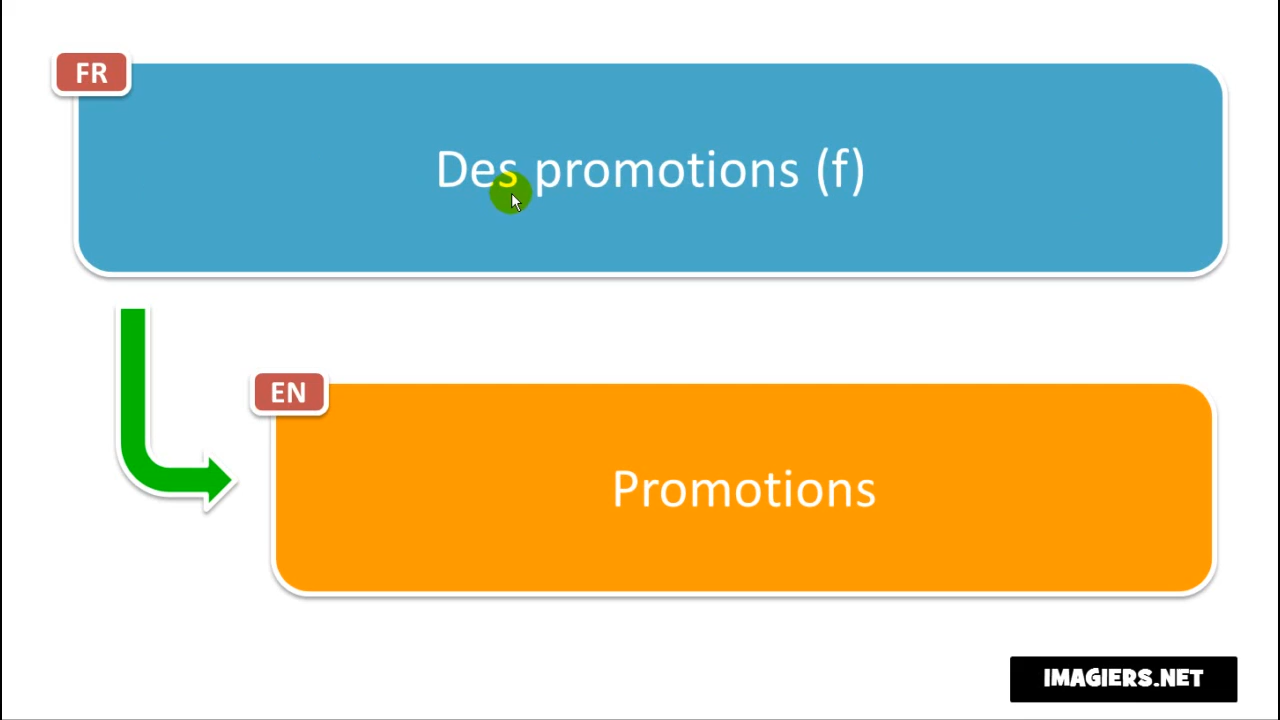 FR
Des promotions (f)
EN
Promotions
IMAGIERS.NET